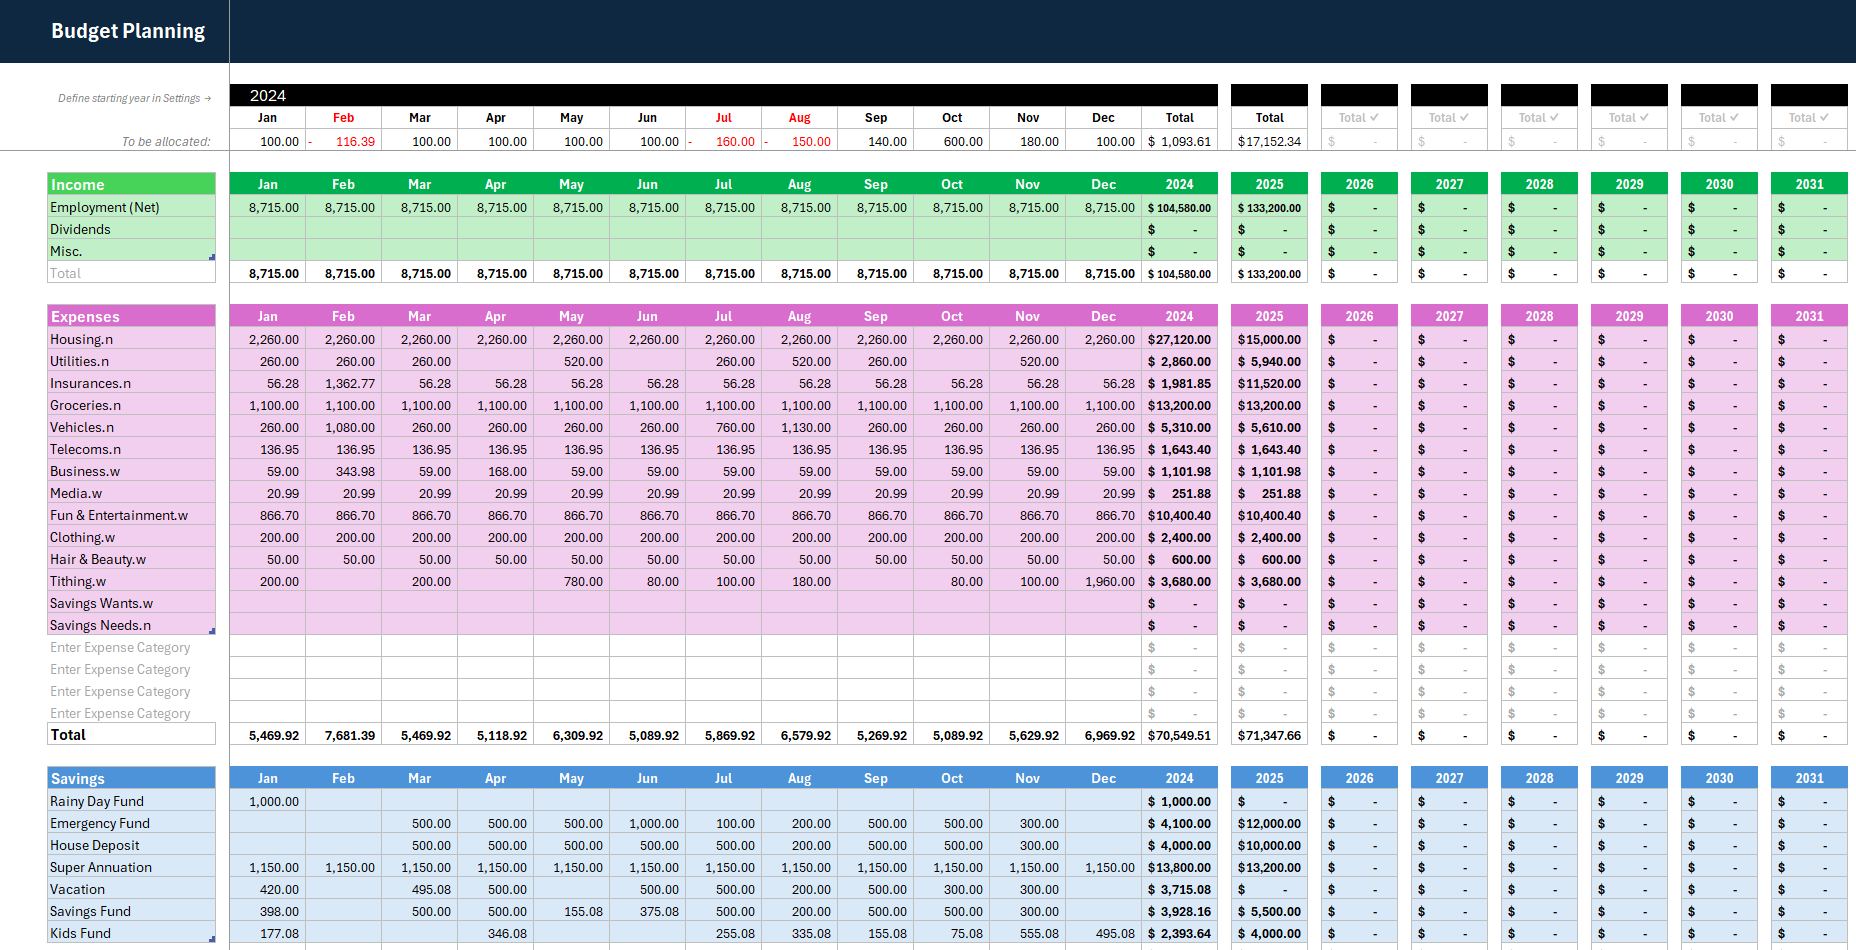 Budget Planning
Define starting year in Settings → 2024
Jan Feb Mar Apr May Jun Jul Aug Sep Oct Nov Dec Total Total Total ✓ Total ✓ Total ✓ Total ✓ Total ✓ Total ✓
To be allocated: 100.00 - 116.39 100.00 100.00 100.00 100.00 - 160.00 - 150.00 140.00 600.00 180.00 100.00 $ 1,093.61 $17,152.34 $ - $ - $ - $ - $ - $ -
Income Jan Feb Mar Apr May Jun Jul Aug Sep Oct Nov Dec 2024 2025 2026 2027 2028 2029 2030 2031
Employment (Net) 8,715.00 8,715.00 8,715.00 8,715.00 8,715.00 8,715.00 8,715.00 8,715.00 8,715.00 8,715.00 8,715.00 8,715.00 $ 104,580.00 $ 133,200.00 $ - $ - $ - $ - $ - $ -
Dividends $ - $ - $ - $ - $ - $ - $ - $ -
Misc. $ - $ - $ - $ - $ - $ - $ - $ -
Total 8,715.00 8,715.00 8,715.00 8,715.00 8,715.00 8,715.00 8,715.00 8,715.00 8,715.00 8,715.00 8,715.00 8,715.00 $ 104,580.00 $ 133,200.00 $ - $ - $ - $ - $ - $ -
Expenses Jan Feb Mar Apr May Jun Jul Aug Sep Oct Nov Dec 2024 2025 2026 2027 2028 2029 2030 2031
Housing.n 2,260.00 2,260.00 2,260.00 2,260.00 2,260.00 2,260.00 2,260.00 2,260.00 2,260.00 2,260.00 2,260.00 2,260.00 $27,120.00 $15,000.00 $ - $ - $ - $ - $ - $ -
Utilities.n 260.00 260.00 260.00 520.00 260.00 520.00 260.00 520.00 $ 2,860.00 $ 5,940.00 $ - $ - $ - $ - $ - $ -
Insurances.n 56.28 1,362.77 56.28 56.28 56.28 56.28 56.28 56.28 56.28 56.28 56.28 56.28 $ 1,981.85 $11,520.00 $ - $ - $ - $ - $ - $ -
Groceries.n 1,100.00 1,100.00 1,100.00 1,100.00 1,100.00 1,100.00 1,100.00 1,100.00 1,100.00 1,100.00 1,100.00 1,100.00 $13,200.00 $13,200.00 $ - $ - $ - $ - $ - $ -
Vehicles.n 260.00 1,080.00 260.00 260.00 260.00 260.00 760.00 1,130.00 260.00 260.00 260.00 260.00 $ 5,310.00 $ 5,610.00 $ - $ - $ - $ - $ - $ -
Telecoms.n 136.95 136.95 136.95 136.95 136.95 136.95 136.95 136.95 136.95 136.95 136.95 136.95 $ 1,643.40 $ 1,643.40 $ - $ - $ - $ - $ - $ -
Business.w 59.00 343.98 59.00 168.00 59.00 59.00 59.00 59.00 59.00 59.00 59.00 59.00 $ 1,101.98 $ 1,101.98 $ - $ - $ - $ - $ - $ -
Media.w 20.99 20.99 20.99 20.99 20.99 20.99 20.99 20.99 20.99 20.99 20.99 20.99 $ 251.88 $ 251.88 $ - $ - $ - $ - $ - $ -
Fun & Entertainment.w 866.70 866.70 866.70 866.70 866.70 866.70 866.70 866.70 866.70 866.70 866.70 866.70 $10,400.40 $10,400.40 $ - $ - $ - $ - $ - $ -
Clothing.w 200.00 200.00 200.00 200.00 200.00 200.00 200.00 200.00 200.00 200.00 200.00 200.00 $ 2,400.00 $ 2,400.00 $ - $ - $ - $ - $ - $ -
Hair & Beauty.w 50.00 50.00 50.00 50.00 50.00 50.00 50.00 50.00 50.00 50.00 50.00 50.00 $ 600.00 $ 600.00 $ - $ - $ - $ - $ - $ -
Tithing.w 200.00 200.00 780.00 80.00 100.00 180.00 80.00 100.00 1,960.00 $ 3,680.00 $ 3,680.00 $ - $ - $ - $ - $ - $ -
Savings Wants.w $ - $ - $ - $ - $ - $ - $ - $ -
Savings Needs.n $ - $ - $ - $ - $ - $ - $ - $ -
Enter Expense Category $ - $ - $ - $ - $ - $ - $ - $ -
Enter Expense Category $ - $ - $ - $ - $ - $ - $ - $ -
Enter Expense Category $ - $ - $ - $ - $ - $ - $ - $ -
Enter Expense Category $ - $ - $ - $ - $ - $ - $ - $ -
Total 5,469.92 7,681.39 5,469.92 5,118.92 6,309.92 5,089.92 5,869.92 6,579.92 5,269.92 5,089.92 5,629.92 6,969.92 $70,549.51 $71,347.66 $ - $ - $ - $ - $ - $ -
Savings Jan Feb Mar Apr May Jun Jul Aug Sep Oct Nov Dec 2024 2025 2026 2027 2028 2029 2030 2031
Rainy Day Fund 1,000.00 $ 1,000.00 $ - $ - $ - $ - $ - $ - $ -
Emergency Fund 500.00 500.00 500.00 1,000.00 100.00 200.00 500.00 500.00 300.00 $ 4,100.00 $12,000.00 $ - $ - $ - $ - $ - $ -
House Deposit 500.00 500.00 500.00 500.00 500.00 200.00 500.00 500.00 300.00 $ 4,000.00 $10,000.00 $ - $ - $ - $ - $ - $ -
Super Annuation 1,150.00 1,150.00 1,150.00 1,150.00 1,150.00 1,150.00 1,150.00 1,150.00 1,150.00 1,150.00 1,150.00 1,150.00 $13,800.00 $13,200.00 $ - $ - $ - $ - $ - $ -
Vacation 420.00 495.08 500.00 500.00 500.00 200.00 500.00 300.00 300.00 $ 3,715.08 $ - $ - $ - $ - $ - $ - $ -
Savings Fund 398.00 500.00 500.00 155.08 375.08 500.00 200.00 500.00 500.00 300.00 $ 3,928.16 $ 5,500.00 $ - $ - $ - $ - $ - $ -
Kids Fund 177.08 346.08 255.08 335.08 155.08 75.08 555.08 495.08 $ 2,393.64 $ 4,000.00 $ - $ - $ - $ - $ - $ -